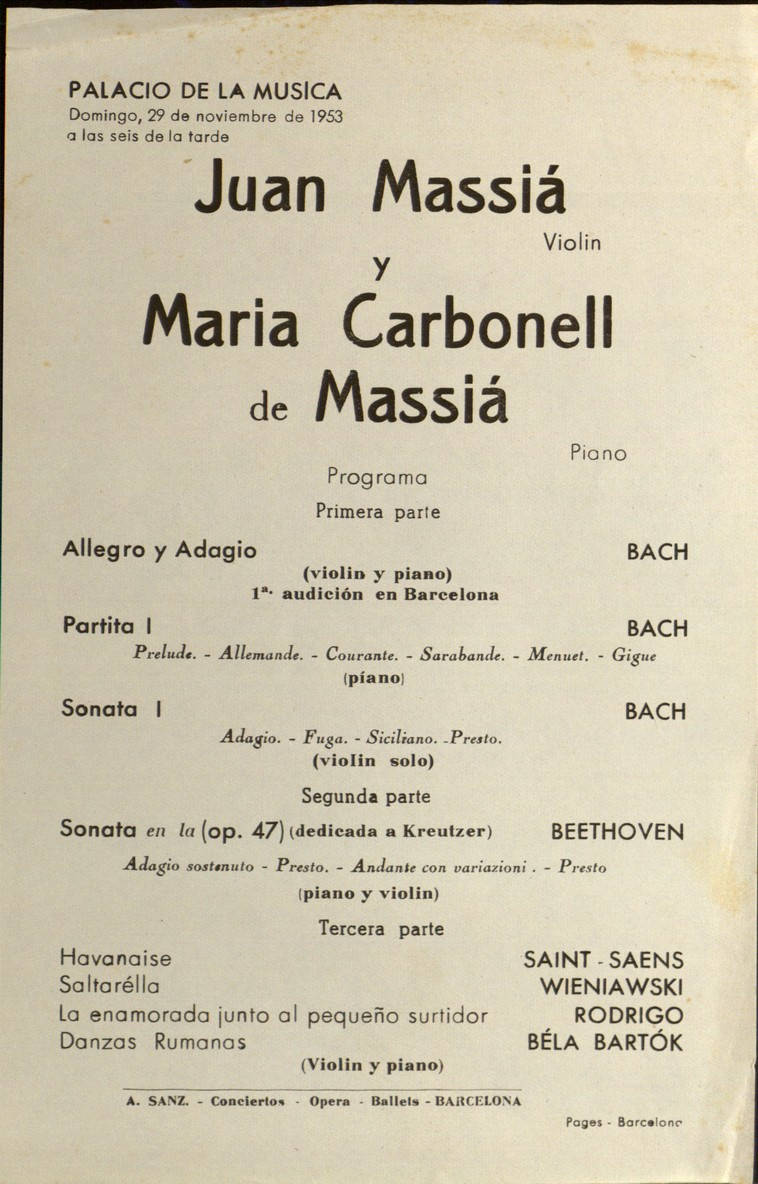 PALACIO DE LA MUSICA
Domingo, 29 de noviembre de 1953
a las seis de la tarde
Juan Massiá
Violin
y
Maria Carbonell
de Massiá
Piano
Programa
Primera parte
Allegro y Adagio BACH
(violin y piano)
1ª. audición en Barcelona
Partita I BACH
Prelude. - Allemande. - Courante. - Sarabande. - Menuet. - Gigue
(piano)
Sonata I BACH
Adagio. - Fuga. - Siciliano. -Presto.
(violin solo)
Segunda parte
Sonata en la (op. 47) (dedicada a Kreutzer) BEETHOVEN
Adagio sostenuto - Presto. - Andante con variazioni . - Presto
(piano y violin)
Tercera parte
Havanaise SAINT - SAENS
Saltarélla WIENIAWSKI
La enamorada junto al pequeño surtidor RODRIGO
Danzas Rumanas BÉLA BARTÓK
(Violin y piano)
A. SANZ. - Conciertos - Opera - Ballets - BARCELONA
Pages - Barcelona